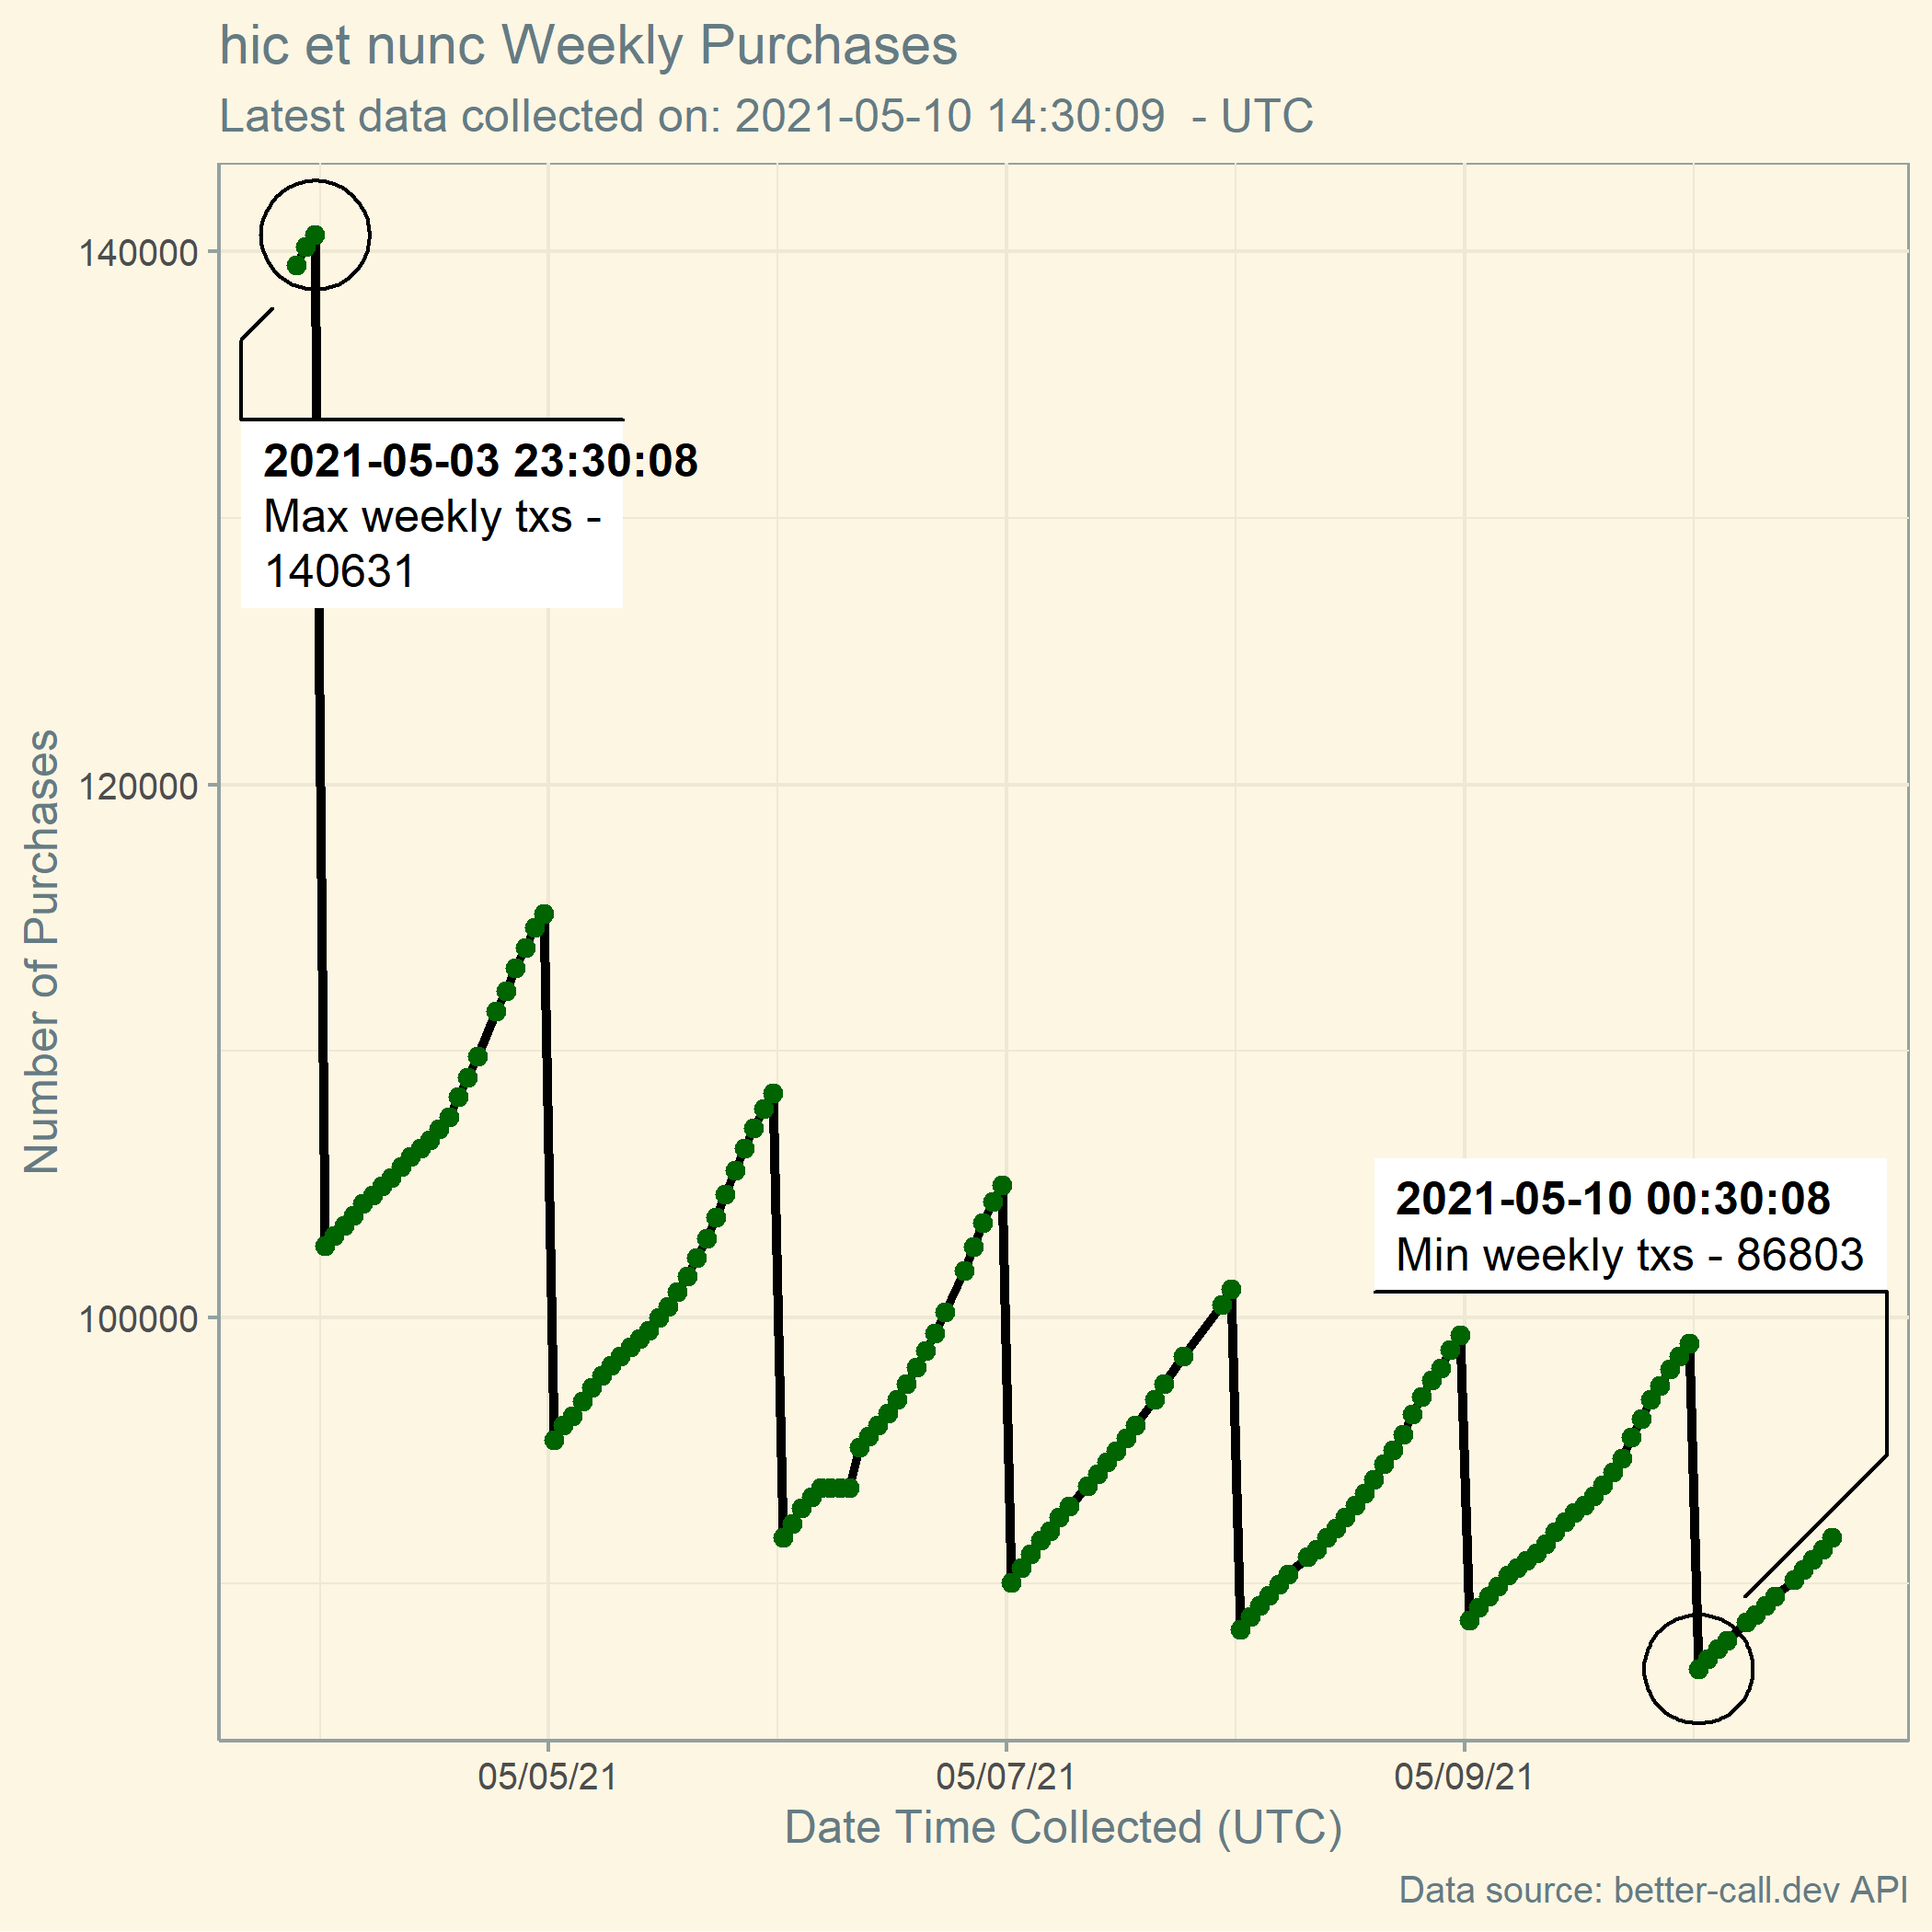 hic et nunc Weekly Purchases
Latest data collected on: 2021-05-10 14:30:09  - UTC
140000
120000
100000
Number of Purchases
2021-05-03 23:30:08
Max weekly txs -
140631
2021-05-10 00:30:08
Min weekly txs - 86803
05/05/21
05/07/21
05/09/21
Date Time Collected (UTC)
Data source: better-call.dev API